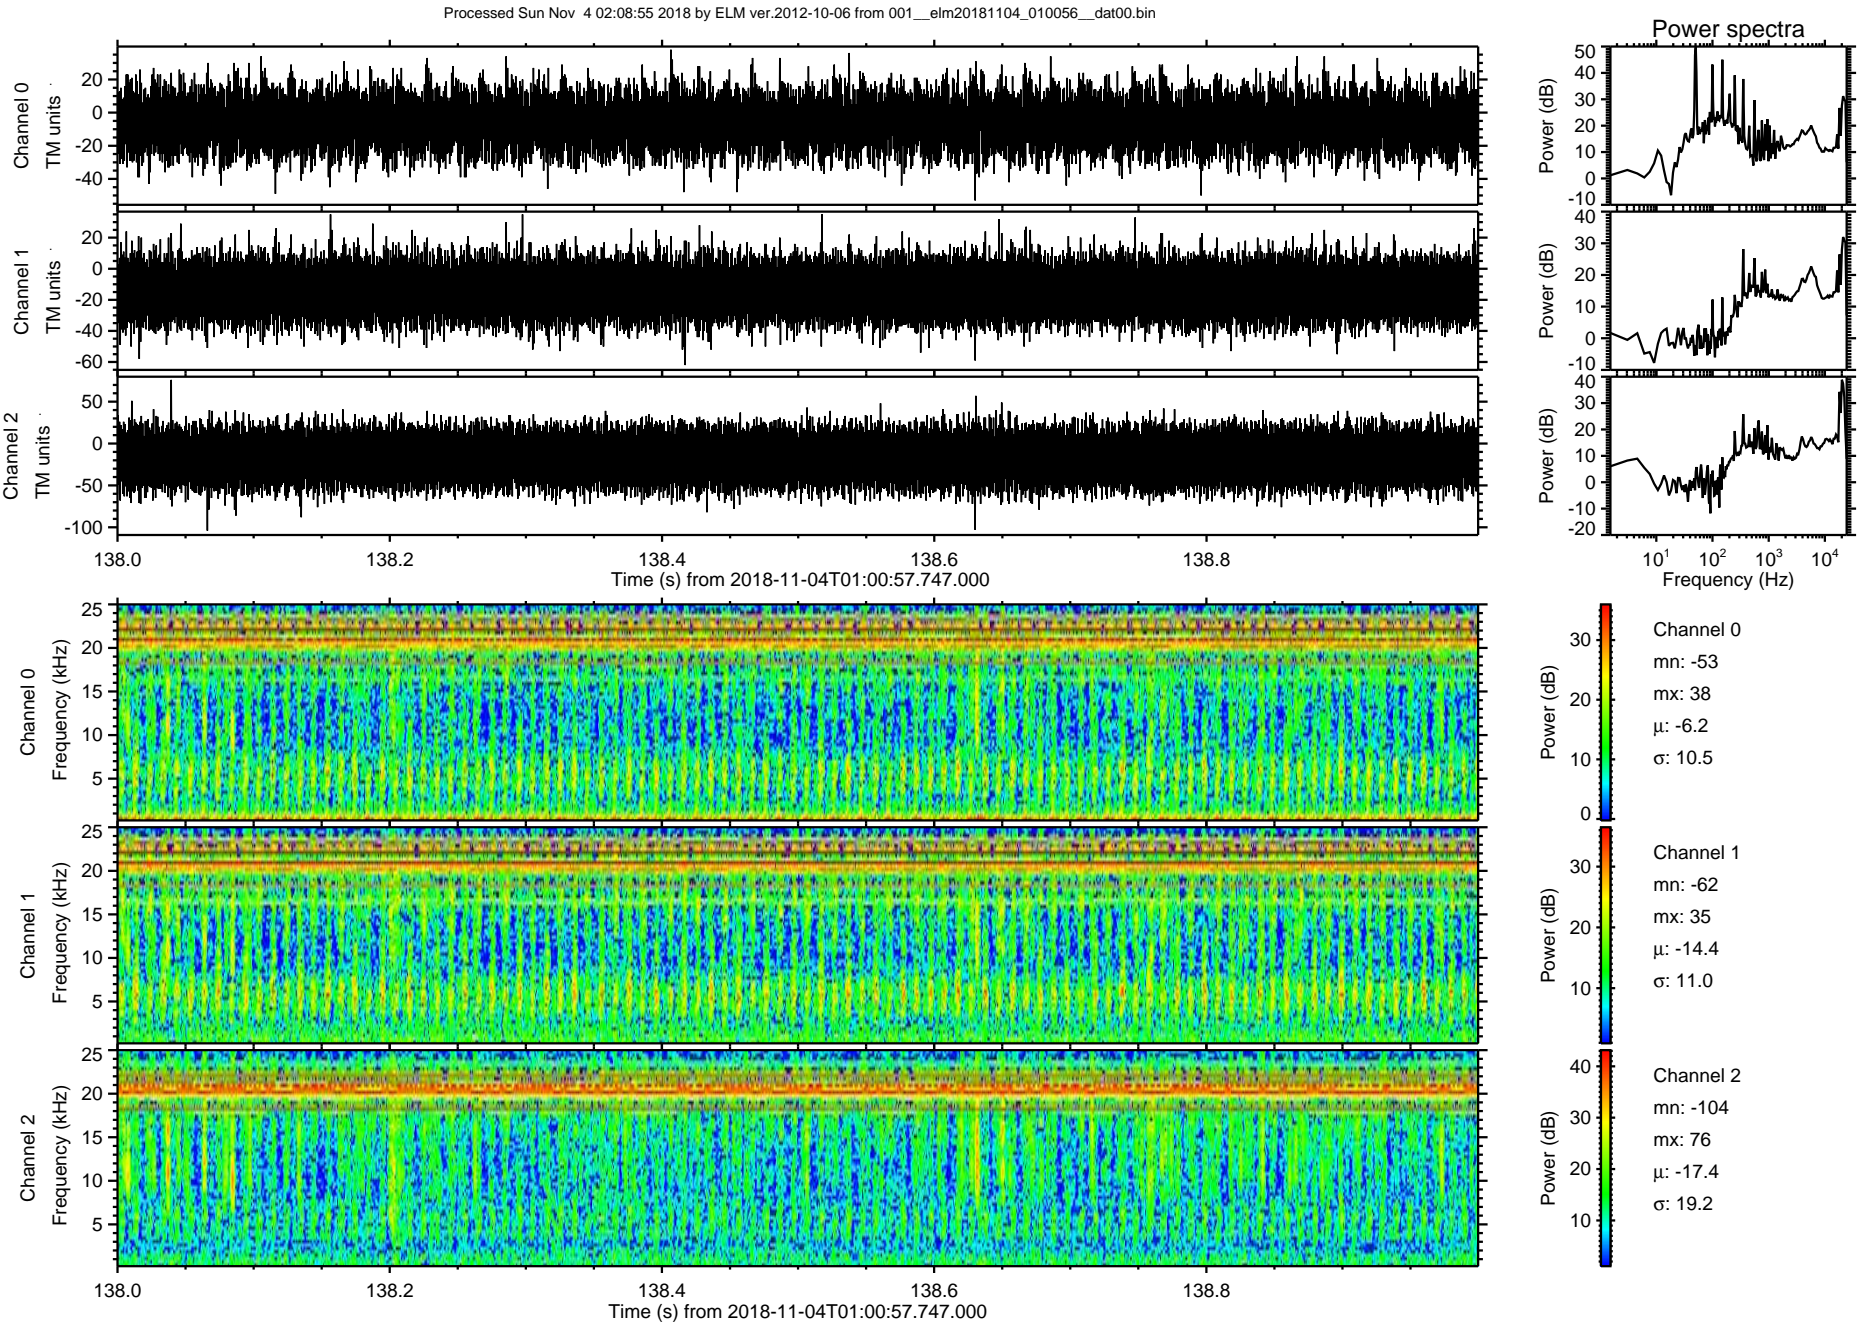 Processed Sun Nov  4 02:08:55 2018 by ELM ver.2012-10-06 from 001__elm20181104_010056__dat00.bin
Power spectra
Channel 0
TM units
20
0
-20
-40
Power (dB)
50
40
30
20
10
0
-10
Channel 1
TM units
20
0
-20
-40
-60
Power (dB)
40
30
20
10
0
-10
Channel 2
TM units
50
0
-50
-100
Power (dB)
40
30
20
10
0
-10
-20
138.0 138.2 138.4 138.6 138.8
Time (s) from 2018-11-04T01:00:57.747.000
10¹ 10² 10³ 10⁴
Frequency (Hz)
Channel 0
Frequency (kHz)
25
20
15
10
5
Power (dB)
30
20
10
0
Channel 0
mn: -53
mx: 38
μ: -6.2
σ: 10.5
Channel 1
Frequency (kHz)
25
20
15
10
5
Power (dB)
30
20
10
Channel 1
mn: -62
mx: 35
μ: -14.4
σ: 11.0
Channel 2
Frequency (kHz)
25
20
15
10
5
Power (dB)
40
30
20
10
Channel 2
mn: -104
mx: 76
μ: -17.4
σ: 19.2
138.0 138.2 138.4 138.6 138.8
Time (s) from 2018-11-04T01:00:57.747.000